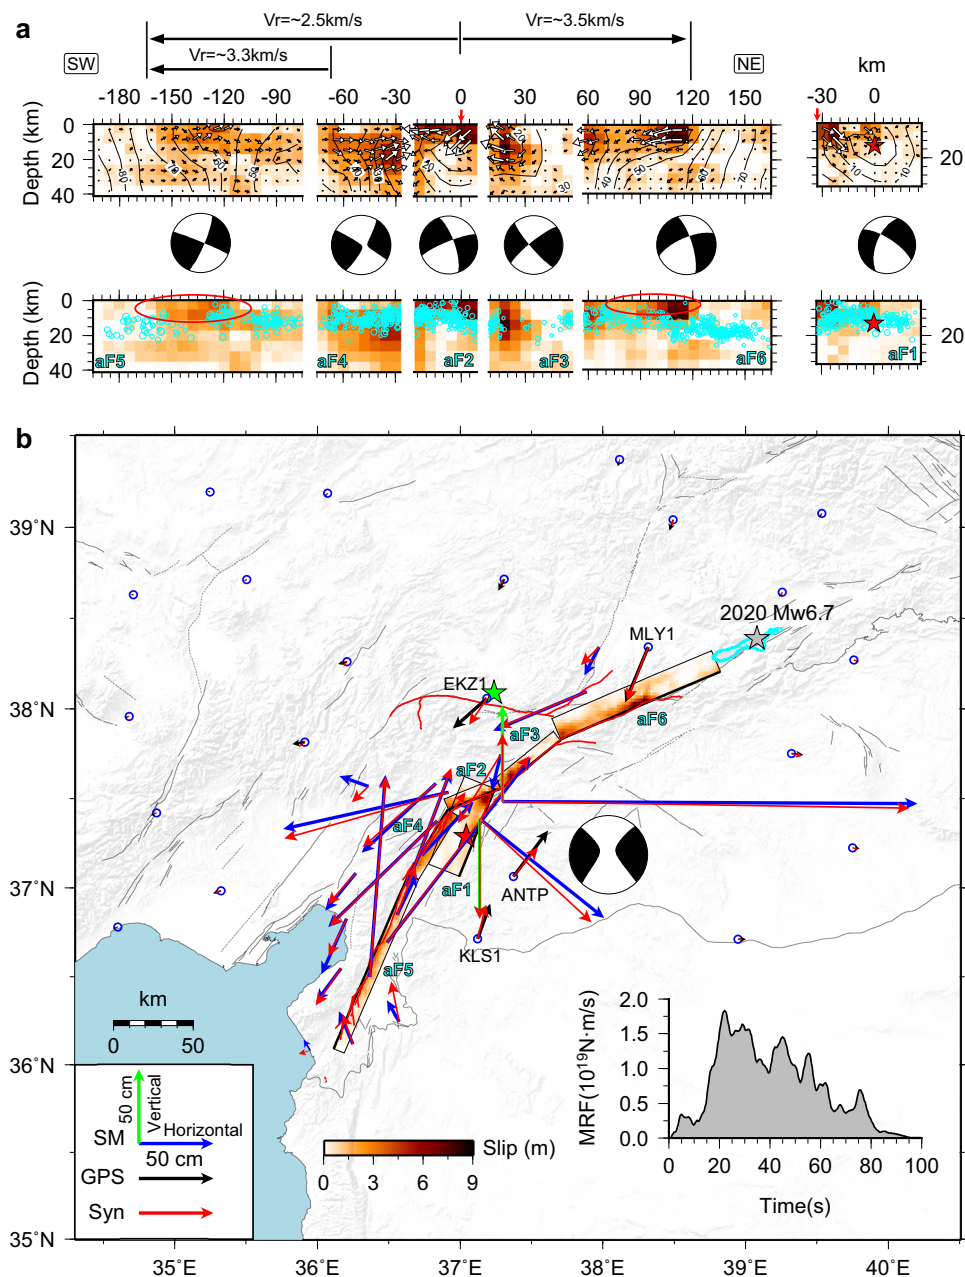 a
Vr=~2.5km/s
Vr=~3.5km/s
Vr=~3.3km/s
SW
NE
km
-180 -150 -120 -90 -60 -30 0 30 60 90 120 150 -30 0
Depth (km)
0
20
40
20
Depth (km)
0
20
40
20
aF5 aF4 aF2 aF3 aF6 aF1
b
39°N
38°N
37°N
36°N
35°N
2020 Mw6.7
MLY1
EKZ1
aF6
aF3
aF2
aF4
aF1
ANTP
KLS1
aF5
km
0 50
50 cm
Vertical
SM
Horizontal
50 cm
GPS
Syn
Slip (m)
0 3 6 9
MRF(10¹⁹N·m/s)
2.0
1.5
1.0
0.5
0.0
0 20 40 60 80 100
Time(s)
35°E 36°E 37°E 38°E 39°E 40°E